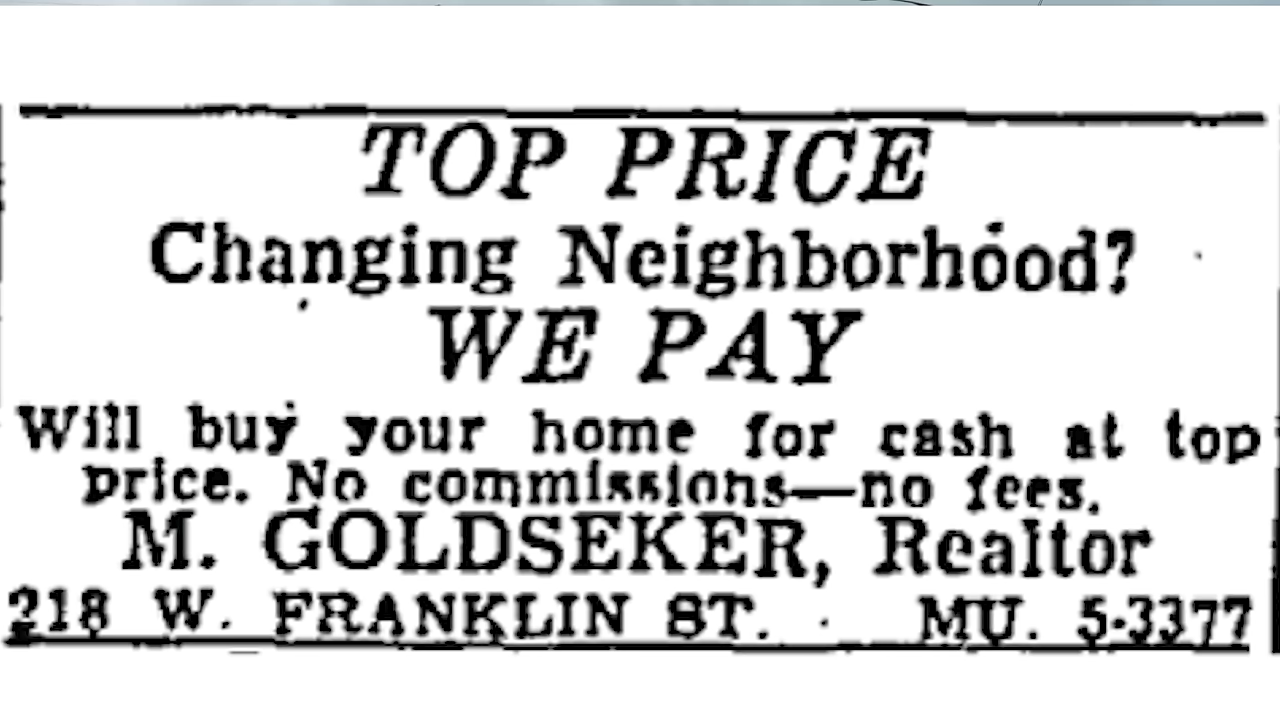 TOP PRICE
Changing Neighborhood?
WE PAY
Will buy your home for cash at top
price. No commissions—no fees.
M. GOLDSEKER, Realtor
218 W. FRANKLIN ST. MU. 5-3377